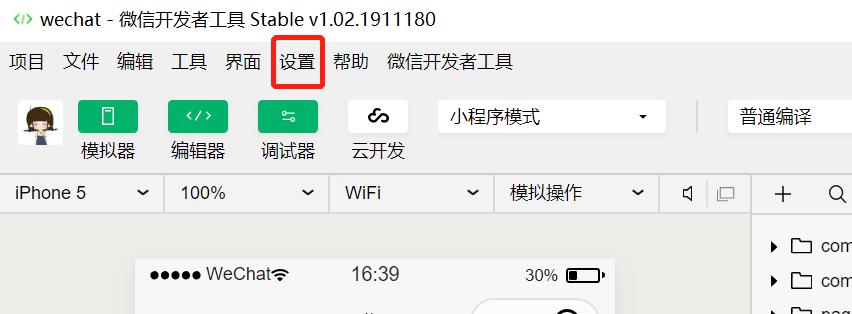 wechat - 微信开发者工具 Stable v1.02.1911180
项目 文件 编辑 工具 界面 设置 帮助 微信开发者工具
小程序模式 普通编译
模拟器 编辑器 调试器 云开发
iPhone 5 100% WiFi 模拟操作
com
WeChat 16:39 30%
com